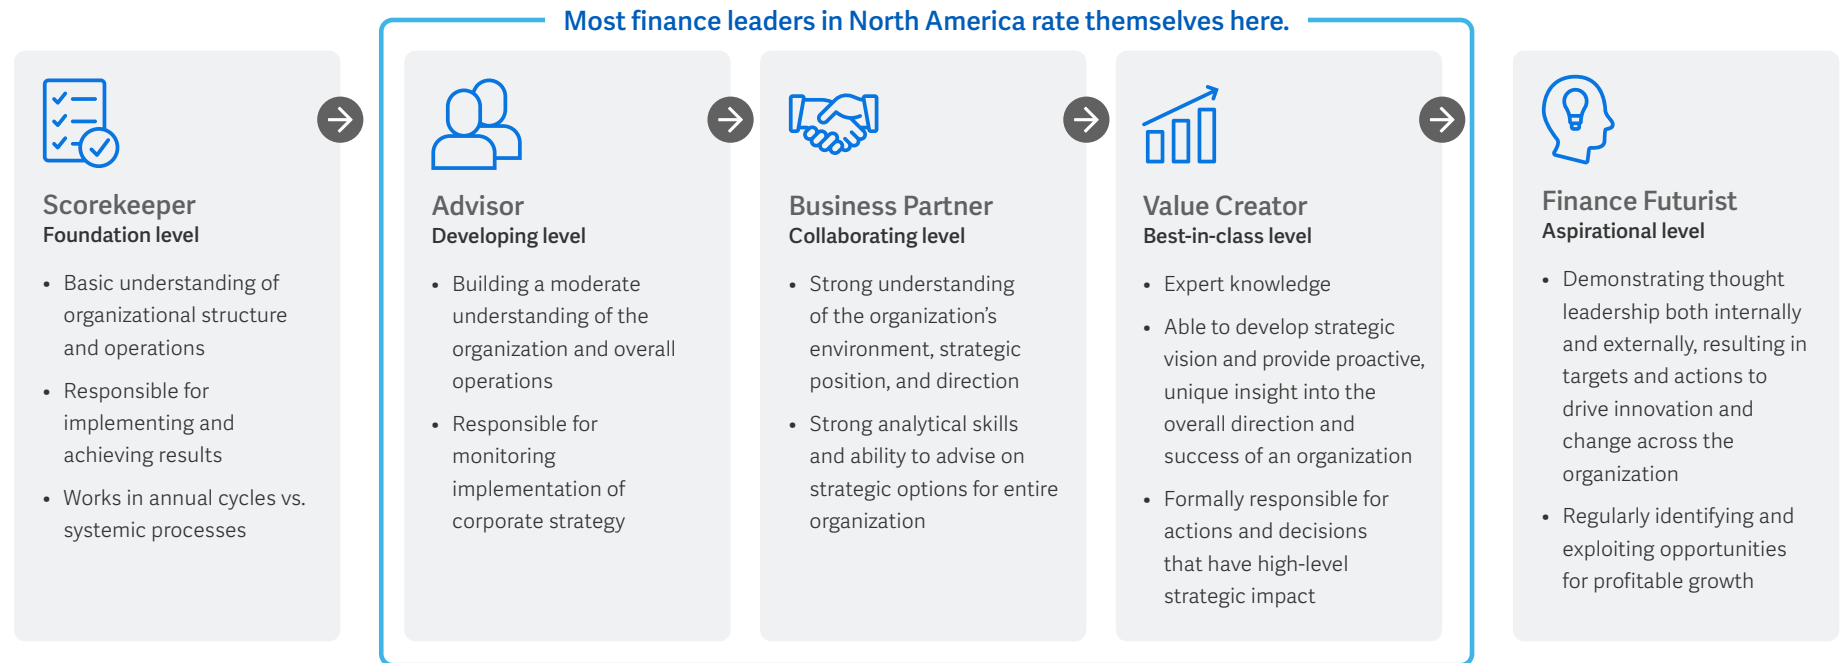 Most finance leaders in North America rate themselves here.
Scorekeeper
Foundation level
• Basic understanding of
organizational structure
and operations
• Responsible for
implementing and
achieving results
• Works in annual cycles vs.
systemic processes
Advisor
Developing level
• Building a moderate
understanding of the
organization and overall
operations
• Responsible for
monitoring
implementation of
corporate strategy
Business Partner
Collaborating level
• Strong understanding
of the organization’s
environment, strategic
position, and direction
• Strong analytical skills
and ability to advise on
strategic options for entire
organization
Value Creator
Best-in-class level
• Expert knowledge
• Able to develop strategic
vision and provide proactive,
unique insight into the
overall direction and
success of an organization
• Formally responsible for
actions and decisions
that have high-level
strategic impact
Finance Futurist
Aspirational level
• Demonstrating thought
leadership both internally
and externally, resulting in
targets and actions to
drive innovation and
change across the
organization
• Regularly identifying and
exploiting opportunities
for profitable growth